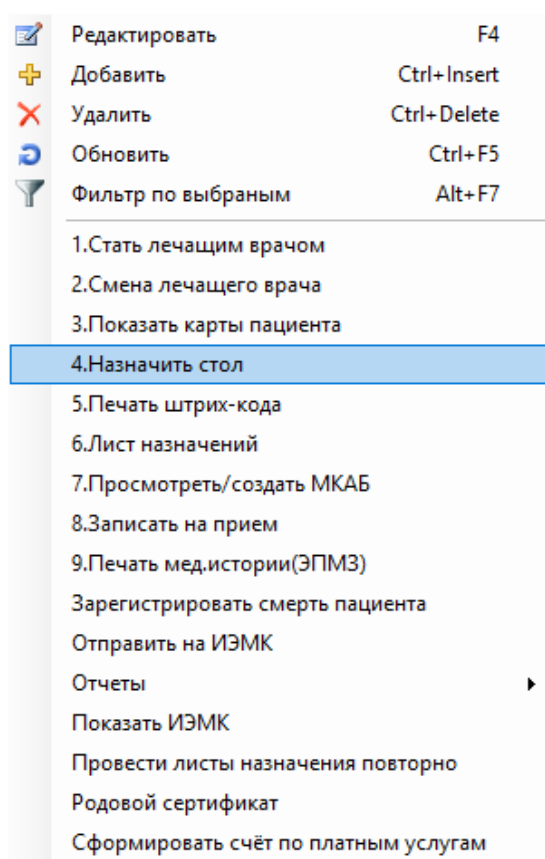 Редактировать F4
Добавить Ctrl+Insert
Удалить Ctrl+Delete
Обновить Ctrl+F5
Фильтр по выбраным Alt+F7
1.Стать лечащим врачом
2.Смена лечащего врача
3.Показать карты пациента
4.Назначить стол
5.Печать штрих-кода
6.Лист назначений
7.Просмотреть/создать МКАБ
8.Записать на прием
9.Печать мед.истории(ЭПМЗ)
Зарегистрировать смерть пациента
Отправить на ИЭМК
Отчеты
Показать ИЭМК
Провести листы назначения повторно
Родовой сертификат
Сформировать счёт по платным услугам